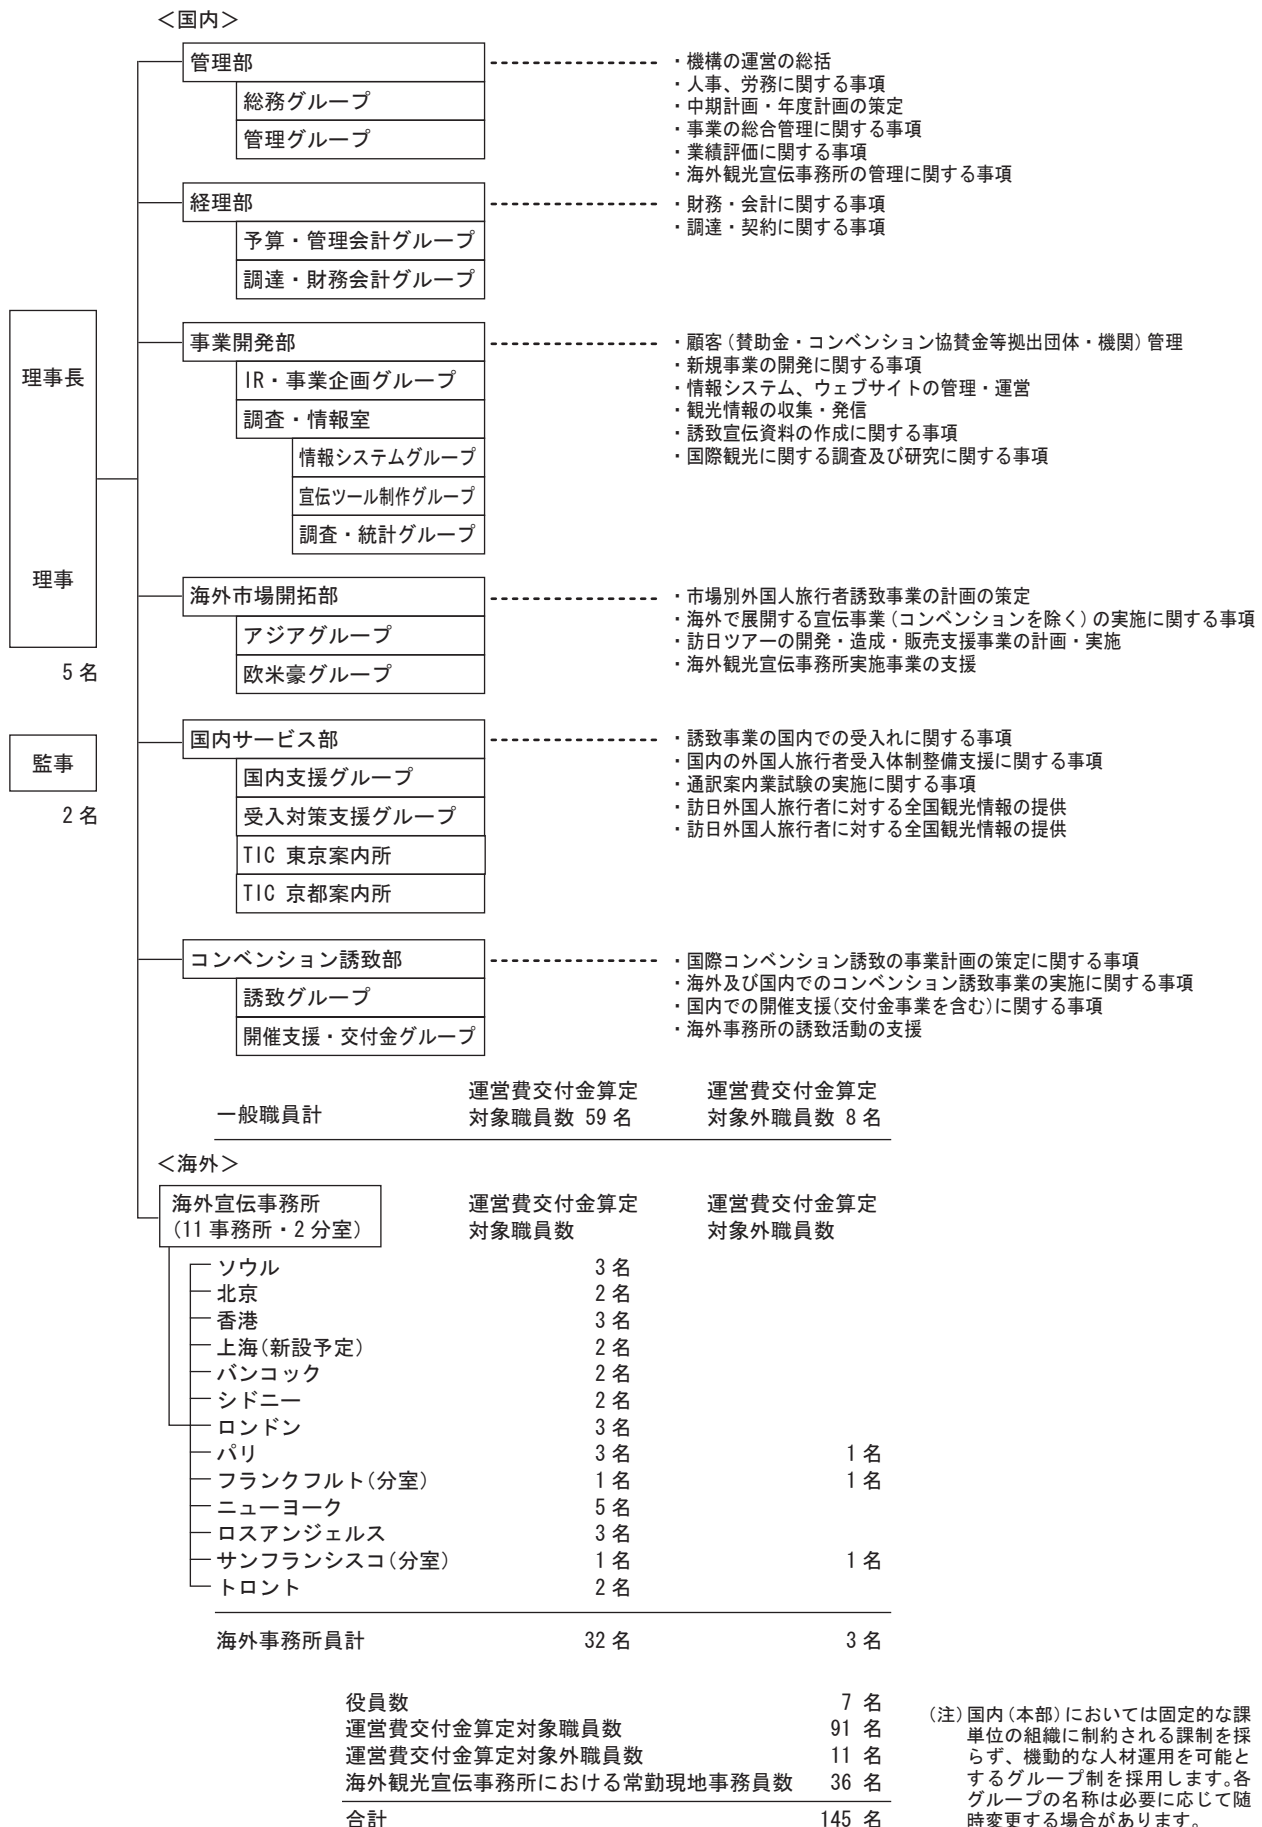 ＜国内＞
管理部
総務グループ
管理グループ
・機構の運営の総括
・人事、労務に関する事項
・中期計画・年度計画の策定
・事業の総合管理に関する事項
・業績評価に関する事項
・海外観光宣伝事務所の管理に関する事項
経理部
予算・管理会計グループ
調達・財務会計グループ
・財務・会計に関する事項
・調達・契約に関する事項
理事長
理事
5 名
監事
2 名
事業開発部
IR・事業企画グループ
調査・情報室
情報システムグループ
宣伝ツール制作グループ
調査・統計グループ
・顧客（賛助金・コンベンション協賛金等拠出団体・機関）管理
・新規事業の開発に関する事項
・情報システム、ウェブサイトの管理・運営
・観光情報の収集・発信
・誘致宣伝資料の作成に関する事項
・国際観光に関する調査及び研究に関する事項
海外市場開拓部
アジアグループ
欧米豪グループ
・市場別外国人旅行者誘致事業の計画の策定
・海外で展開する宣伝事業（コンベンションを除く）の実施に関する事項
・訪日ツアーの開発・造成・販売支援事業の計画・実施
・海外観光宣伝事務所実施事業の支援
国内サービス部
国内支援グループ
受入対策支援グループ
TIC 東京案内所
TIC 京都案内所
・誘致事業の国内での受入れに関する事項
・国内の外国人旅行者受入体制整備支援に関する事項
・通訳案内業試験の実施に関する事項
・訪日外国人旅行者に対する全国観光情報の提供
・訪日外国人旅行者に対する全国観光情報の提供
コンベンション誘致部
誘致グループ
開催支援・交付金グループ
・国際コンベンション誘致の事業計画の策定に関する事項
・海外及び国内でのコンベンション誘致事業の実施に関する事項
・国内での開催支援（交付金事業を含む）に関する事項
・海外事務所の誘致活動の支援
運営費交付金算定 運営費交付金算定
一般職員計 対象職員数 59 名 対象外職員数 8 名
＜海外＞
海外宣伝事務所 運営費交付金算定 運営費交付金算定
（11 事務所・2 分室） 対象職員数 対象外職員数
ソウル 3 名
北京 2 名
香港 3 名
上海（新設予定） 2 名
バンコック 2 名
シドニー 2 名
ロンドン 3 名
パリ 3 名 1 名
フランクフルト（分室） 1 名 1 名
ニューヨーク 5 名
ロスアンジェルス 3 名
サンフランシスコ（分室） 1 名 1 名
トロント 2 名
海外事務所員計 32 名 3 名
役員数 7 名
運営費交付金算定対象職員数 91 名
運営費交付金算定対象外職員数 11 名
海外観光宣伝事務所における常勤現地事務員数 36 名
合計 145 名
（注）国内（本部）においては固定的な課
単位の組織に制約される課制を採
らず、機動的な人材運用を可能と
するグループ制を採用します。各
グループの名称は必要に応じて随
時変更する場合があります。